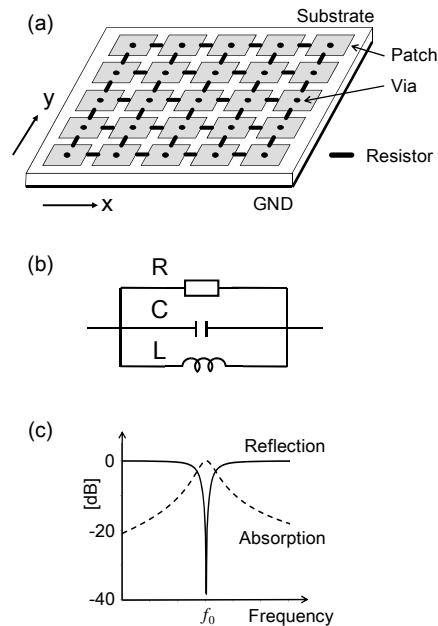 (a)
Substrate
Patch
Via
Resistor
y
x
GND
(b)
R
C
L
(c)
0
Reflection
[dB]
-20
Absorption
-40
f0
Frequency